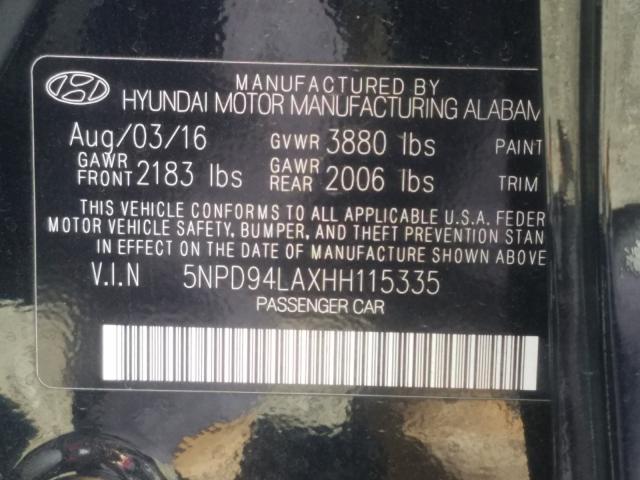 MANUFACTURED BY
HYUNDAI MOTOR MANUFACTURING ALABAM
Aug/03/16 GVWR 3880 lbs PAINT
GAWR FRONT 2183 lbs GAWR REAR 2006 lbs TRIM
THIS VEHICLE CONFORMS TO ALL APPLICABLE U.S.A. FEDER
MOTOR VEHICLE SAFETY, BUMPER, AND THEFT PREVENTION STAN
IN EFFECT ON THE DATE OF MANUFACTURE SHOWN ABOVE
V.I.N 5NPD94LAXHH115335
PASSENGER CAR